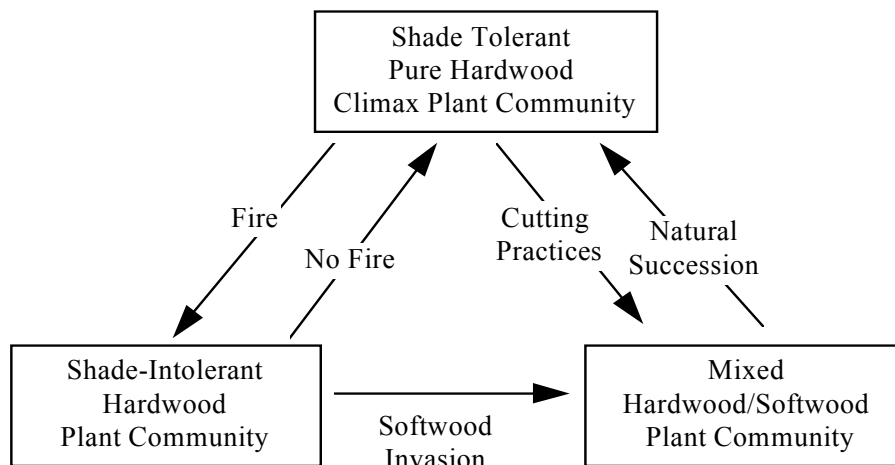 Shade Tolerant
Pure Hardwood
Climax Plant Community
Fire
No Fire
Cutting
Practices
Natural
Succession
Shade-Intolerant
Hardwood
Plant Community
Softwood
Invasion
Mixed
Hardwood/Softwood
Plant Community